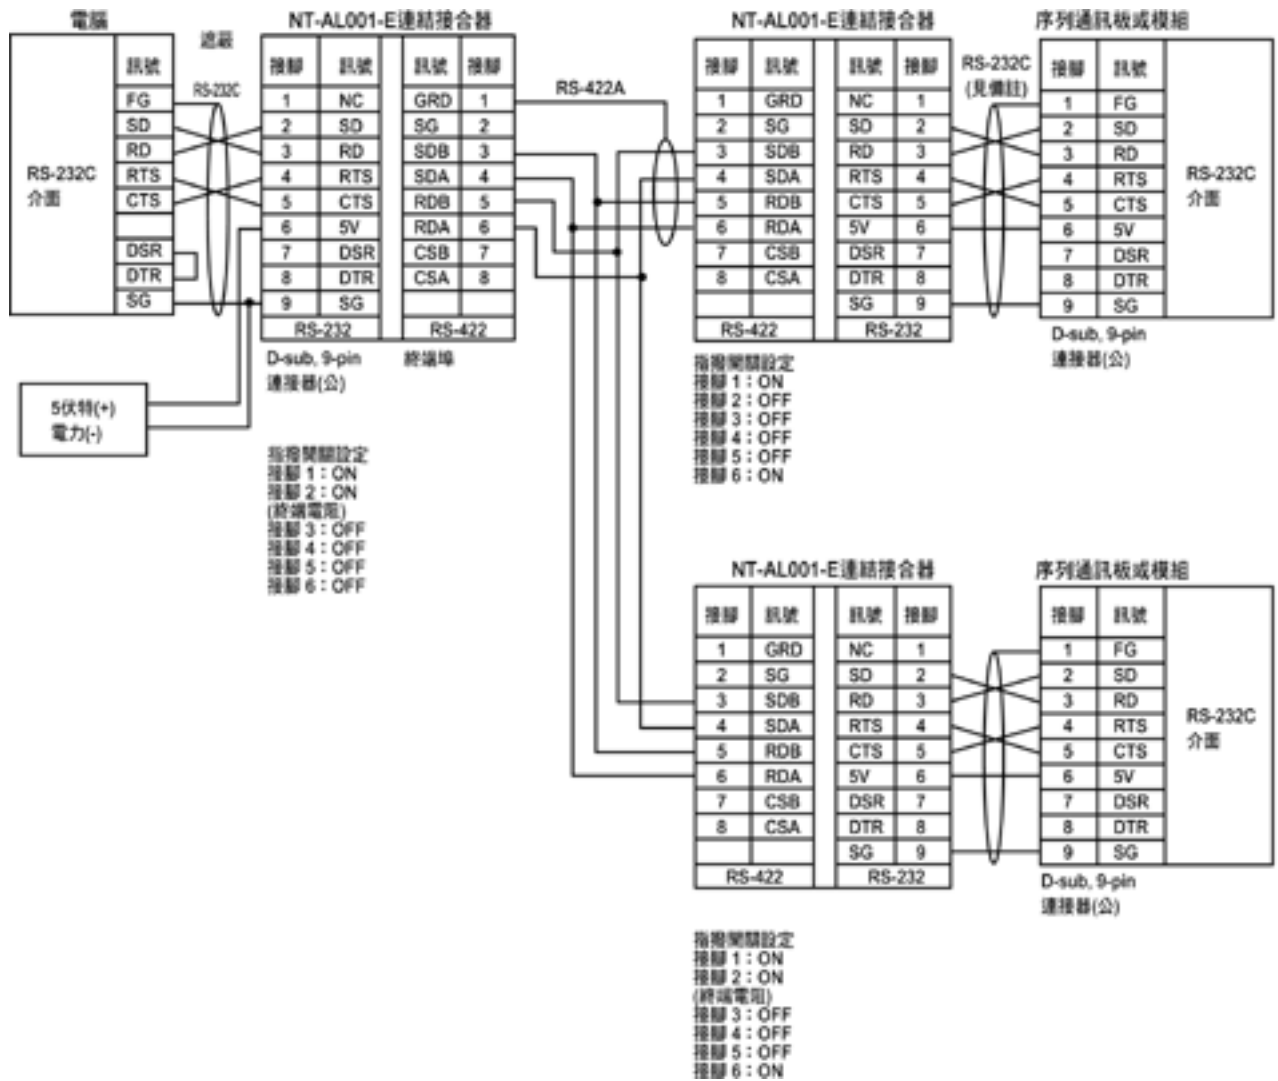 電腦
RS-232C
介面
訊號
FG
SD
RD
RTS
CTS
DSR
DTR
SG
遮蔽
RS-232C
5伏特(+)
電力(-)
NT-AL001-E連結接合器
接腳 訊號 訊號 接腳
1 NC GRD 1
2 SD SG 2
3 RD SDB 3
4 RTS SDA 4
5 CTS RDB 5
6 5V RDA 6
7 DSR CSB 7
8 DTR CSA 8
9 SG
RS-232 RS-422
D-sub, 9-pin 終端埠
連接器(公)
指撥開關設定
接腳 1：ON
接腳 2：ON
(終端電阻)
接腳 3：OFF
接腳 4：OFF
接腳 5：OFF
接腳 6：OFF
RS-422A
NT-AL001-E連結接合器
接腳 訊號 訊號 接腳
1 GRD NC 1
2 SG SD 2
3 SDB RD 3
4 SDA RTS 4
5 RDB CTS 5
6 RDA 5V 6
7 CSB DSR 7
8 CSA DTR 8
SG 9
RS-422 RS-232
指撥開關設定
接腳 1：ON
接腳 2：OFF
接腳 3：OFF
接腳 4：OFF
接腳 5：OFF
接腳 6：ON
RS-232C
(見備註)
序列通訊板或模組
接腳 訊號
1 FG
2 SD
3 RD
4 RTS
5 CTS
6 5V
7 DSR
8 DTR
9 SG
RS-232C
介面
D-sub, 9-pin
連接器(公)
NT-AL001-E連結接合器
接腳 訊號 訊號 接腳
1 GRD NC 1
2 SG SD 2
3 SDB RD 3
4 SDA RTS 4
5 RDB CTS 5
6 RDA 5V 6
7 CSB DSR 7
8 CSA DTR 8
SG 9
RS-422 RS-232
指撥開關設定
接腳 1：ON
接腳 2：ON
(終端電阻)
接腳 3：OFF
接腳 4：OFF
接腳 5：OFF
接腳 6：ON
序列通訊板或模組
接腳 訊號
1 FG
2 SD
3 RD
4 RTS
5 CTS
6 5V
7 DSR
8 DTR
9 SG
RS-232C
介面
D-sub, 9-pin
連接器(公)